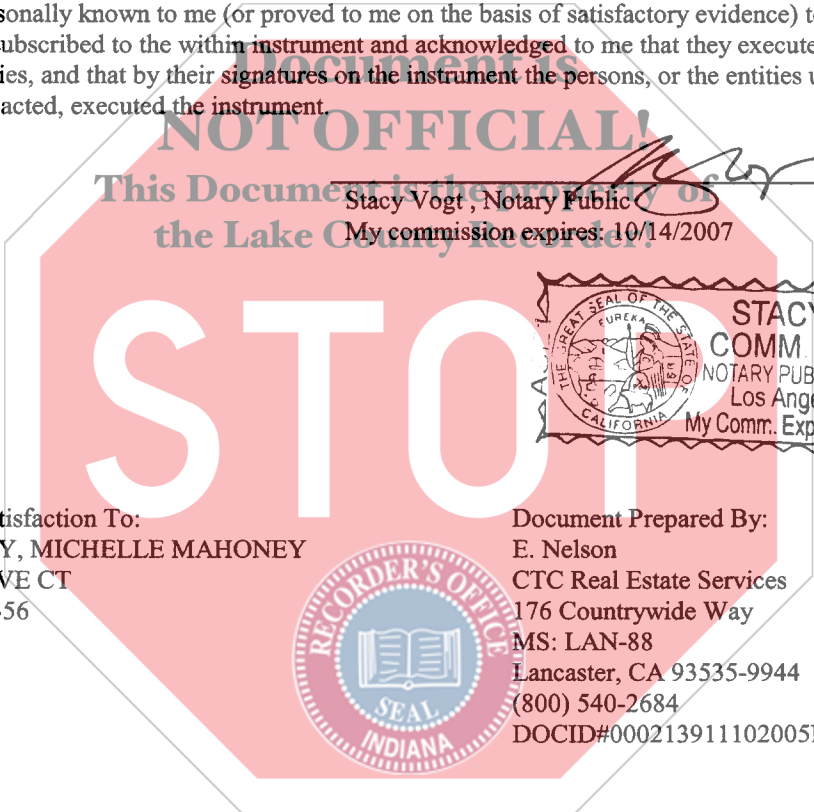 sonally known to me (or proved to me on the basis of satisfactory evidence) t
ubscribed to the within instrument and acknowledged to me that they execute
ies, and that by their signatures on the instrument the persons, or the entities u
acted, executed the instrument.
Document is
NOT OFFICIAL!
This Document is the property of
the Lake County Recorder!
Stacy Vogt , Notary Public
My commission expires: 10/14/2007
THE GREAT SEAL OF THE STATE OF
EUREKA
CALIFORNIA
STACY
COMM.
NOTARY PUB
Los Ange
My Comm. Exp
STOP
tisfaction To:
Y, MICHELLE MAHONEY
VE CT
-56
Document Prepared By:
E. Nelson
CTC Real Estate Services
176 Countrywide Way
MS: LAN-88
Lancaster, CA 93535-9944
(800) 540-2684
DOCID#000213911102005
RECORDER'S OFFICE
SEAL
INDIANA